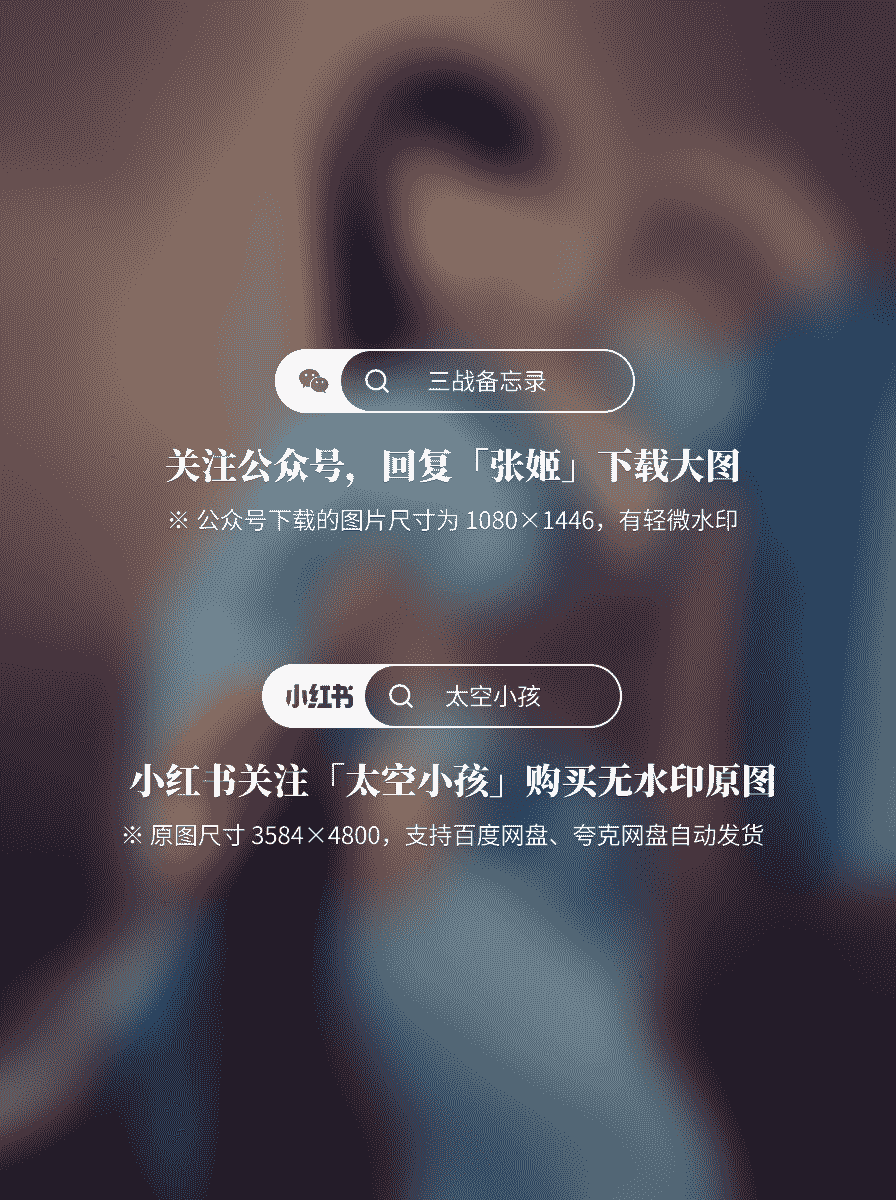 三战备忘录
关注公众号，回复「张姬」下载大图
※ 公众号下载的图片尺寸为 1080×1446，有轻微水印
小红书 太空小孩
小红书关注「太空小孩」购买无水印原图
※ 原图尺寸 3584×4800，支持百度网盘、夸克网盘自动发货